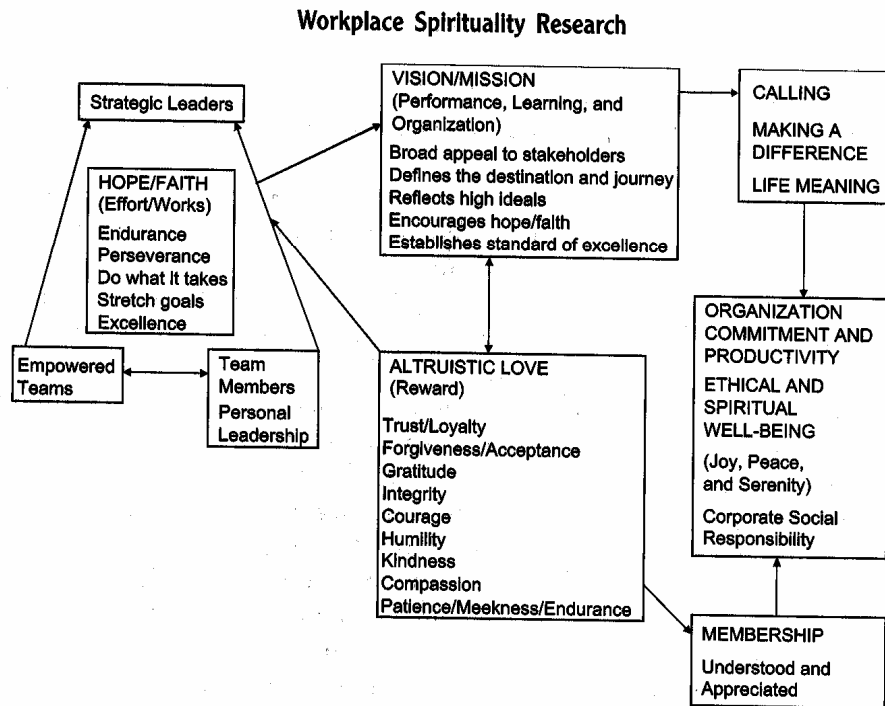 Workplace Spirituality Research
Strategic Leaders
HOPE/FAITH
(Effort/Works)
Endurance
Perseverance
Do what it takes
Stretch goals
Excellence
Empowered
Teams
Team
Members
Personal
Leadership
VISION/MISSION
(Performance, Learning, and
Organization)
Broad appeal to stakeholders
Defines the destination and journey
Reflects high ideals
Encourages hope/faith
Establishes standard of excellence
ALTRUISTIC LOVE
(Reward)
Trust/Loyalty
Forgiveness/Acceptance
Gratitude
Integrity
Courage
Humility
Kindness
Compassion
Patience/Meekness/Endurance
CALLING
MAKING A
DIFFERENCE
LIFE MEANING
ORGANIZATION
COMMITMENT AND
PRODUCTIVITY
ETHICAL AND
SPIRITUAL
WELL-BEING
(Joy, Peace,
and Serenity)
Corporate Social
Responsibility
MEMBERSHIP
Understood and
Appreciated